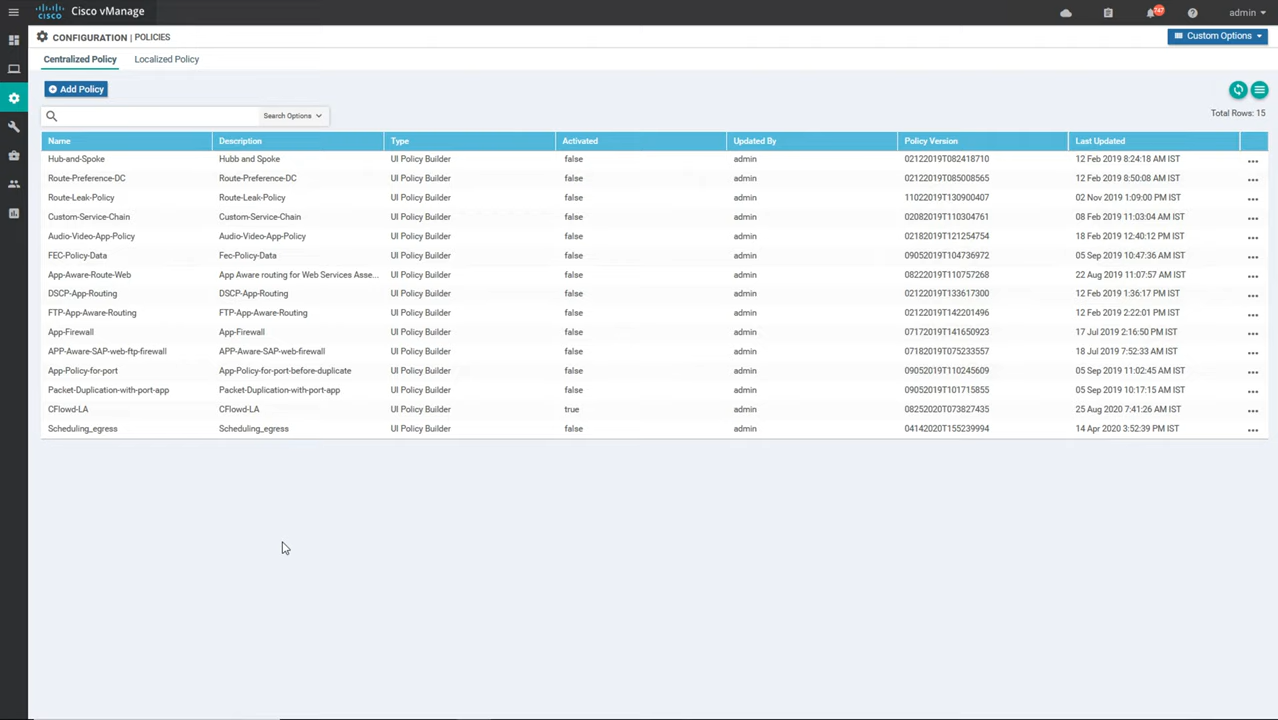 cisco Cisco vManage 747 admin
CONFIGURATION | POLICIES Custom Options
Centralized Policy Localized Policy
Add Policy
Search Options
Total Rows: 15
Name Description Type Activated Updated By Policy Version Last Updated
Hub-and-Spoke Hubb and Spoke UI Policy Builder false admin 02122019T082418710 12 Feb 2019 8:24:18 AM IST
Route-Preference-DC Route-Preference-DC UI Policy Builder false admin 02122019T085008565 12 Feb 2019 8:50:08 AM IST
Route-Leak-Policy Route-Leak-Policy UI Policy Builder false admin 11022019T130900407 02 Nov 2019 1:09:00 PM IST
Custom-Service-Chain Custom-Service-Chain UI Policy Builder false admin 02082019T110304761 08 Feb 2019 11:03:04 AM IST
Audio-Video-App-Policy Audio-Video-App-Policy UI Policy Builder false admin 02182019T121254754 18 Feb 2019 12:40:12 PM IST
FEC-Policy-Data Fec-Policy-Data UI Policy Builder false admin 09052019T104736972 05 Sep 2019 10:47:36 AM IST
App-Aware-Route-Web App Aware routing for Web Services Asse... UI Policy Builder false admin 08222019T110757268 22 Aug 2019 11:07:57 AM IST
DSCP-App-Routing DSCP-App-Routing UI Policy Builder false admin 02122019T133617300 12 Feb 2019 1:36:17 PM IST
FTP-App-Aware-Routing FTP-App-Aware-Routing UI Policy Builder false admin 02122019T142201496 12 Feb 2019 2:22:01 PM IST
App-Firewall App-Firewall UI Policy Builder false admin 07172019T141650923 17 Jul 2019 2:16:50 PM IST
APP-Aware-SAP-web-ftp-firewall APP-Aware-SAP-web-firewall UI Policy Builder false admin 07182019T075233557 18 Jul 2019 7:52:33 AM IST
App-Policy-for-port App-Policy-for-port-before-duplicate UI Policy Builder false admin 09052019T110245609 05 Sep 2019 11:02:45 AM IST
Packet-Duplication-with-port-app Packet-Duplication-with-port-app UI Policy Builder false admin 09052019T101715855 05 Sep 2019 10:17:15 AM IST
CFlowd-LA CFlowd-LA UI Policy Builder true admin 08252020T073827435 25 Aug 2020 7:41:26 AM IST
Scheduling_egress Scheduling_egress UI Policy Builder false admin 04142020T155239994 14 Apr 2020 3:52:39 PM IST